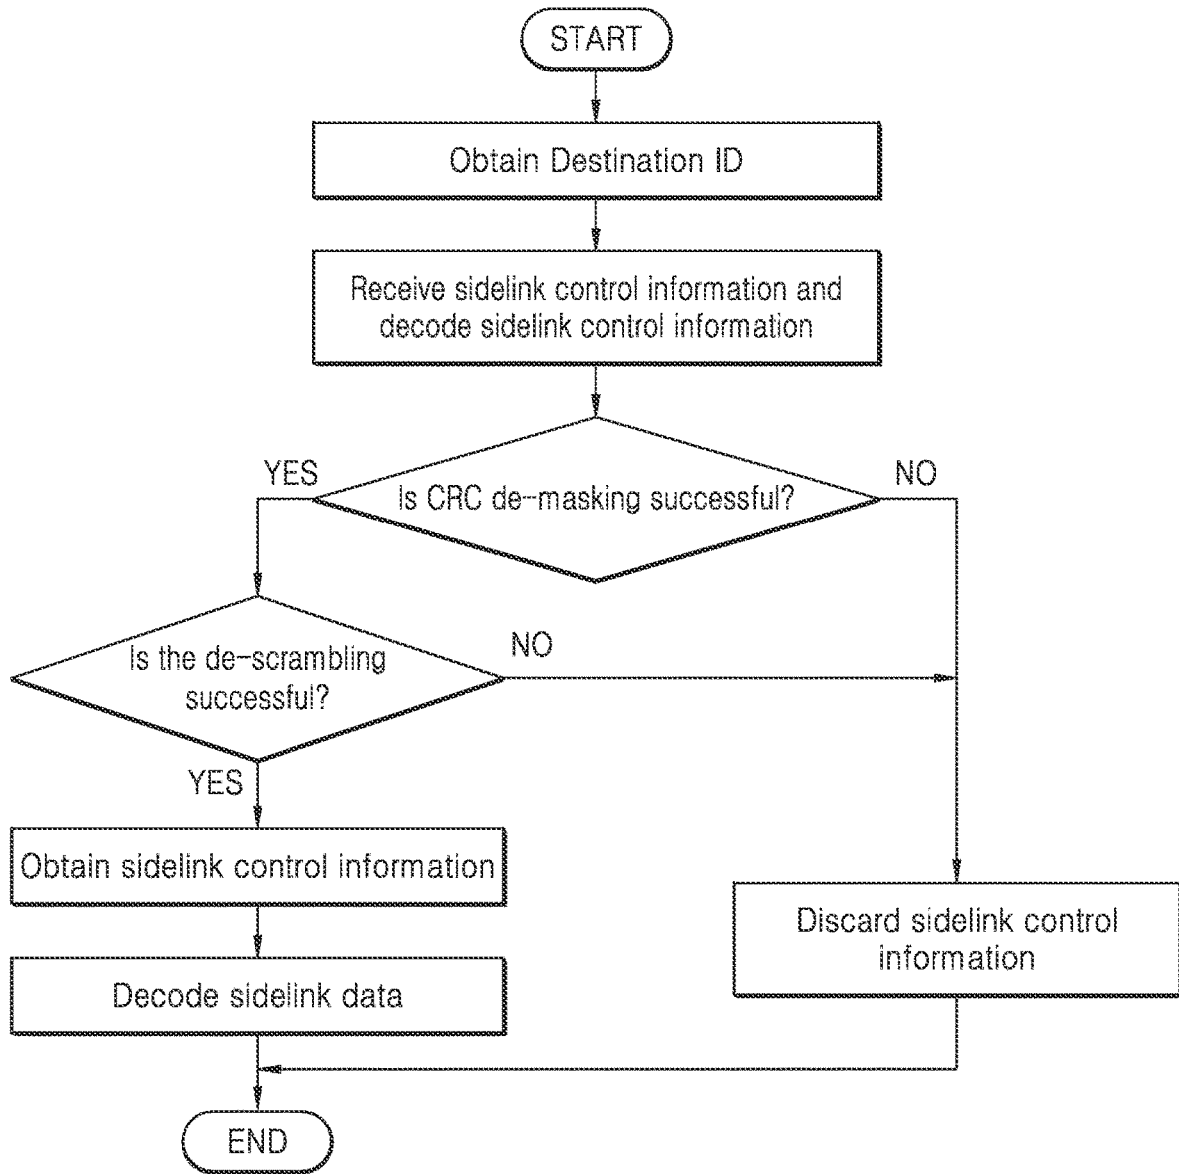 START
Obtain Destination ID
Receive sidelink control information and
decode sidelink control information
YES
NO
Is CRC de-masking successful?
Is the de-scrambling
successful?
NO
YES
Obtain sidelink control information
Discard sidelink control
information
Decode sidelink data
END